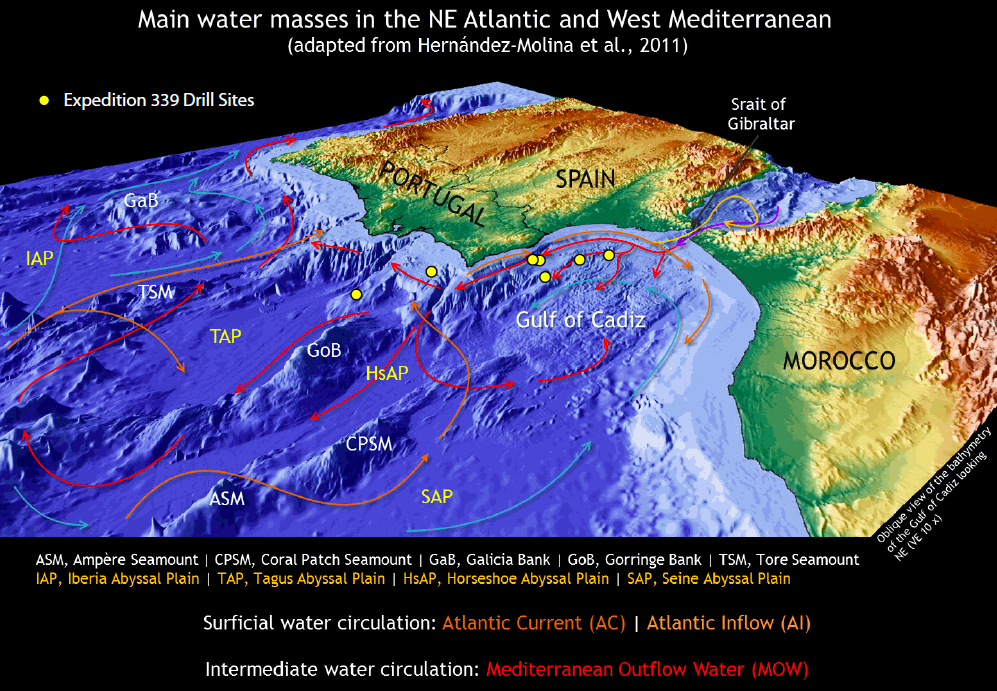 Main water masses in the NE Atlantic and West Mediterranean
(adapted from Hernández-Molina et al., 2011)
Expedition 339 Drill Sites
Srait of
Gibraltar
PORTUGAL
SPAIN
GaB
IAP
TSM
TAP
GoB
Gulf of Cadiz
HsAP
MOROCCO
CPSM
ASM
SAP
Oblique view of the bathymetry
of the Gulf of Cadiz looking
NE (VE 10 x)
ASM, Ampère Seamount | CPSM, Coral Patch Seamount | GaB, Galicia Bank | GoB, Gorringe Bank | TSM, Tore Seamount
IAP, Iberia Abyssal Plain | TAP, Tagus Abyssal Plain | HsAP, Horseshoe Abyssal Plain | SAP, Seine Abyssal Plain
Surficial water circulation: Atlantic Current (AC) | Atlantic Inflow (AI)
Intermediate water circulation: Mediterranean Outflow Water (MOW)